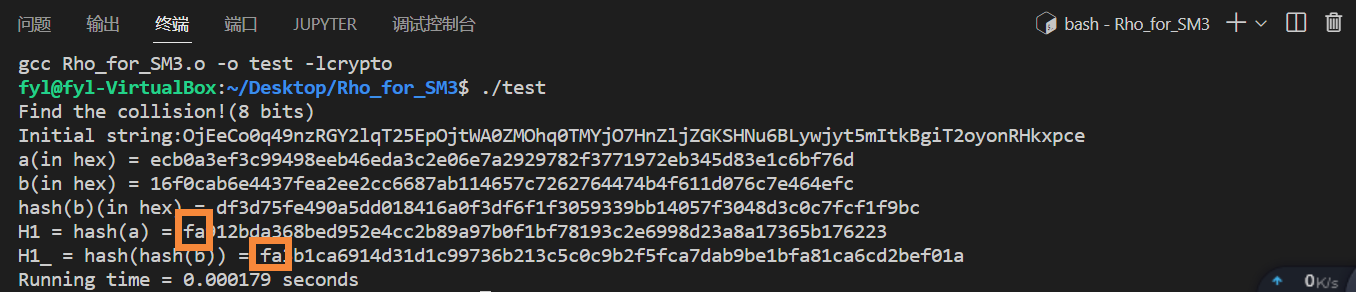 问题 输出 终端 端口 JUPYTER 调试控制台 bash - Rho_for_SM3
gcc Rho_for_SM3.o -o test -lcrypto
fyl@fyl-VirtualBox:~/Desktop/Rho_for_SM3$ ./test
Find the collision!(8 bits)
Initial string:OjEeCo0q49nzRGY2lqT25EpOjtWA0ZMOhq0TMYjO7HnZljZGKSHNu6BLywjyt5mItkBgiT2oyonRHkxpce
a(in hex) = ecb0a3ef3c99498eeb46eda3c2e06e7a2929782f3771972eb345d83e1c6bf76d
b(in hex) = 16f0cab6e4437fea2ee2cc6687ab114657c7262764474b4f611d076c7e464efc
hash(b)(in hex) = df3d75fe490a5dd018416a0f3df6f1f3059339bb14057f3048d3c0c7fcf1f9bc
H1 = hash(a) = fa912bda368bed952e4cc2b89a97b0f1bf78193c2e6998d23a8a17365b176223
H1_ = hash(hash(b)) = fa
Running time = 0.000179 seconds
0K/s